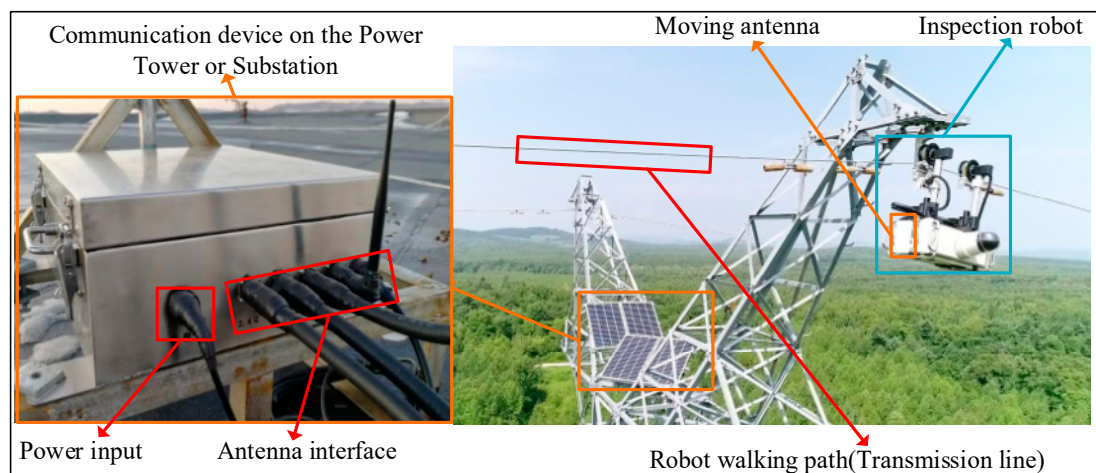 Communication device on the Power
Tower or Substation
Moving antenna
Inspection robot
Power input
Antenna interface
Robot walking path(Transmission line)